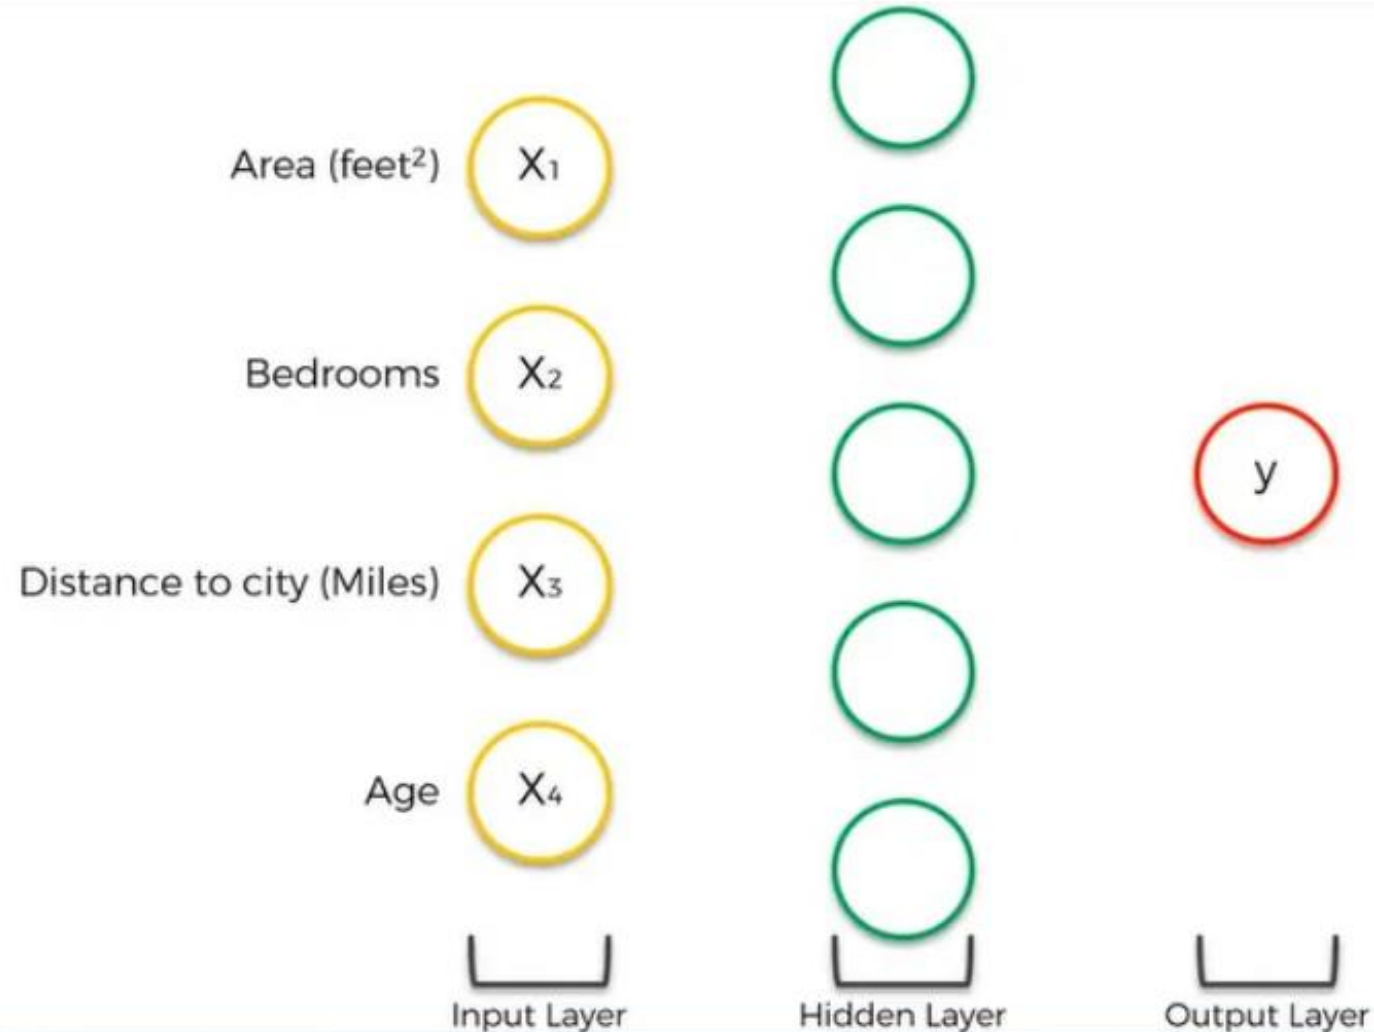 Area (feet²) X₁
Bedrooms X₂
y
Distance to city (Miles) X₃
Age X₄
Input Layer Hidden Layer Output Layer